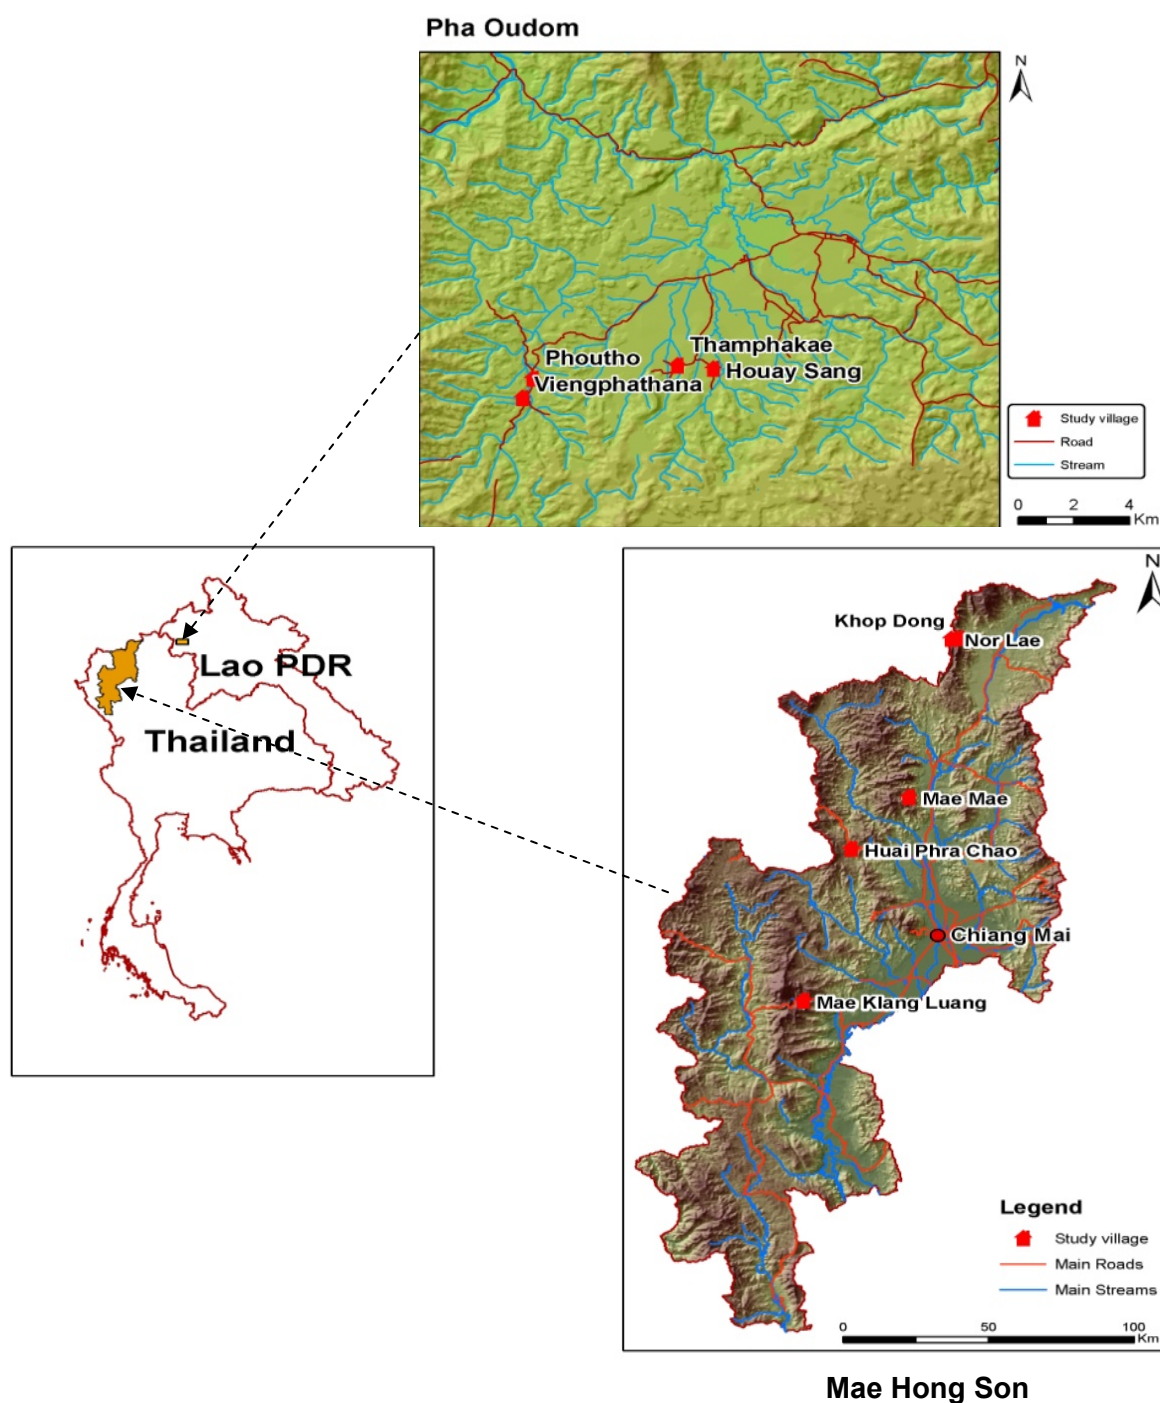 Pha Oudom
N
Thamphakae
Phoutho
Houay Sang
Viengphathana
Study village
Road
Stream
0 2 4
Km
Lao PDR
Thailand
N
Khop Dong
Nor Lae
Mae Mae
Huai Phra Chao
Chiang Mai
Mae Klang Luang
Legend
Study village
Main Roads
Main Streams
0 50 100
Km
Mae Hong Son